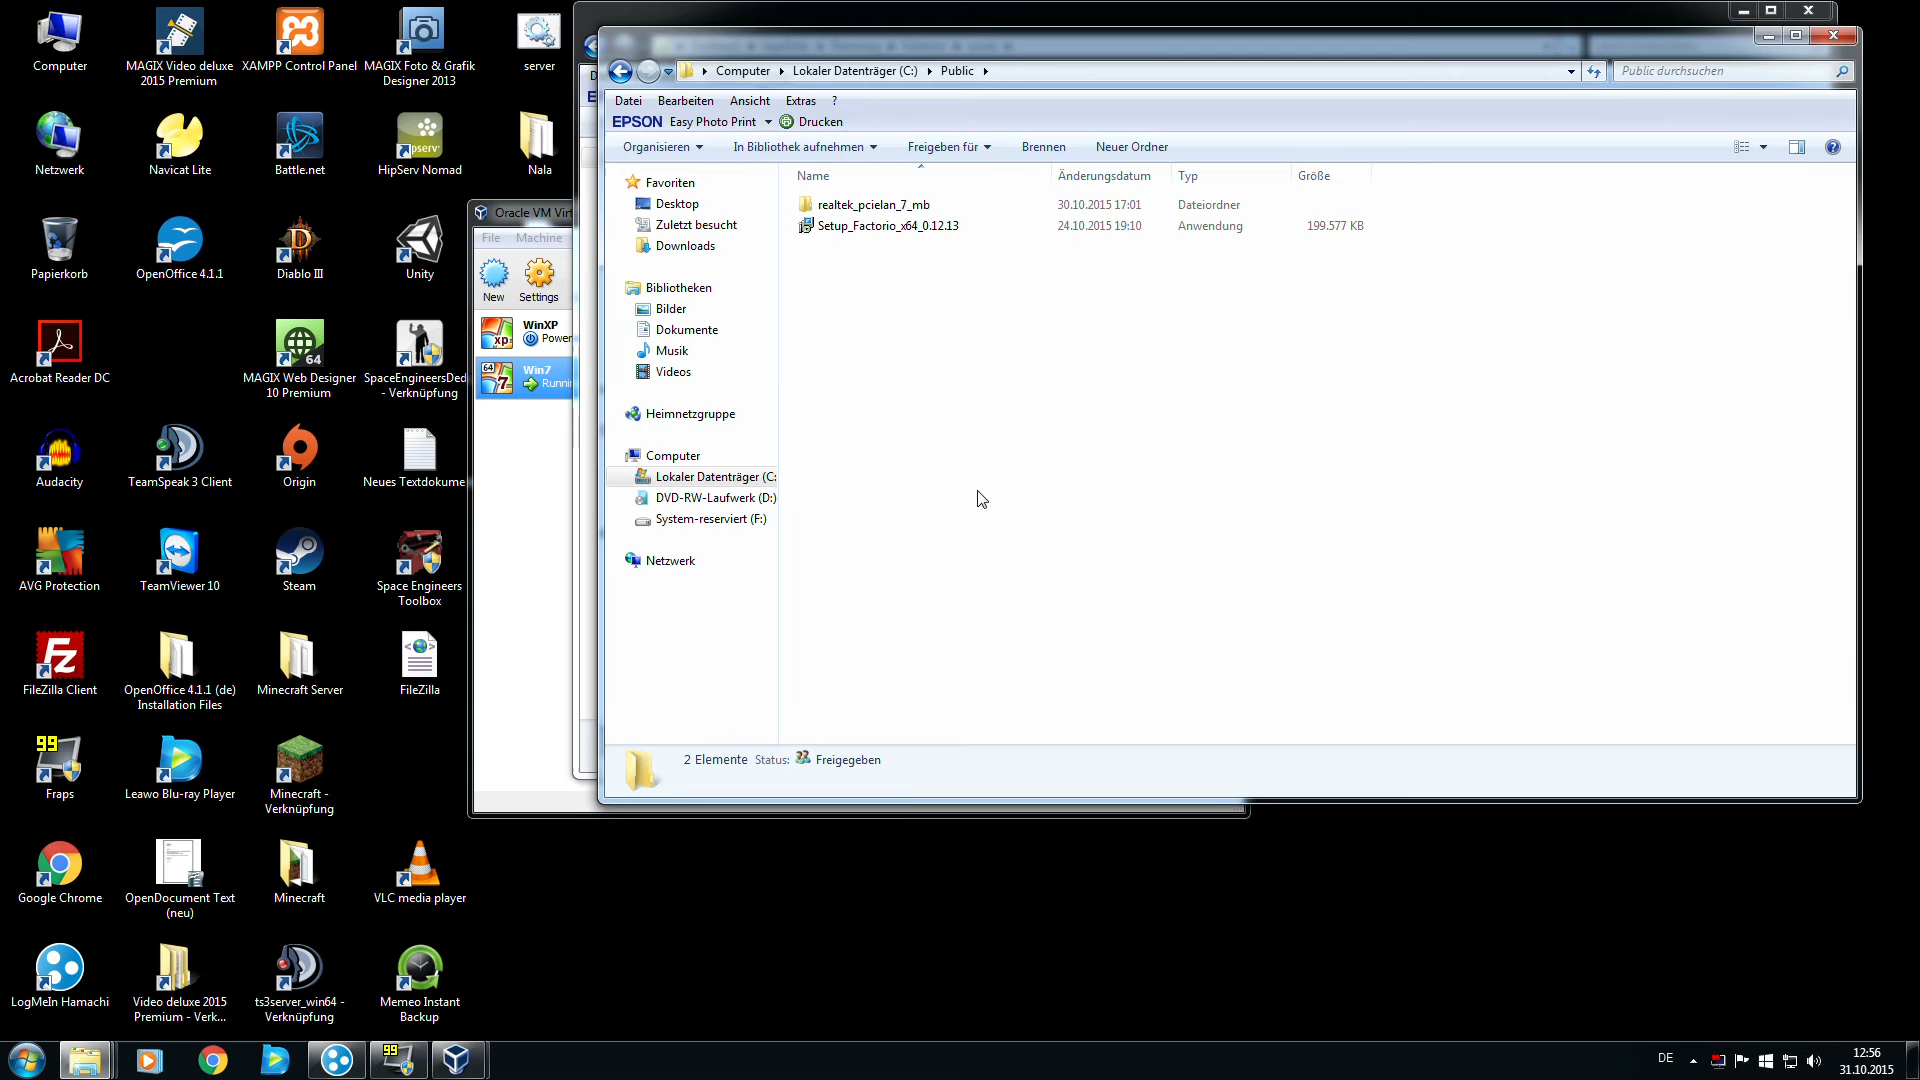 Computer
MAGIX Video deluxe
2015 Premium
XAMPP Control Panel
MAGIX Foto & Grafik
Designer 2013
server
Netzwerk
Navicat Lite
Battle.net
HipServ Nomad
Nala
Papierkorb
OpenOffice 4.1.1
Diablo III
Unity
Acrobat Reader DC
64
MAGIX Web Designer
10 Premium
SpaceEngineersDed
- Verknüpfung
Audacity
TeamSpeak 3 Client
Origin
Neues Textdokume
AVG Protection
TeamViewer 10
Steam
Space Engineers
Toolbox
Fz
FileZilla Client
OpenOffice 4.1.1 (de)
Installation Files
Minecraft Server
FileZilla
99
Fraps
Leawo Blu-ray Player
Minecraft -
Verknüpfung
Google Chrome
OpenDocument Text
(neu)
Minecraft
VLC media player
LogMeIn Hamachi
Video deluxe 2015
Premium - Verk...
ts3server_win64 -
Verknüpfung
Memeo Instant
Backup
Oracle VM Virt
File Machine
New Settings
xp
WinXP
Power
64
7
Win7
Runnin
D
E
Computer
Lokaler Datenträger (C:)
Public
Public durchsuchen
Datei Bearbeiten Ansicht Extras ?
EPSON Easy Photo Print Drucken
Organisieren In Bibliothek aufnehmen Freigeben für Brennen Neuer Ordner
Name Änderungsdatum Typ Größe
realtek_pcielan_7_mb 30.10.2015 17:01 Dateiordner
Setup_Factorio_x64_0.12.13 24.10.2015 19:10 Anwendung 199.577 KB
Favoriten
Desktop
Zuletzt besucht
Downloads
Bibliotheken
Bilder
Dokumente
Musik
Videos
Heimnetzgruppe
Computer
Lokaler Datenträger (C:
DVD-RW-Laufwerk (D:)
System-reserviert (F:)
Netzwerk
2 Elemente Status: Freigegeben
99
DE
12:56
31.10.2015